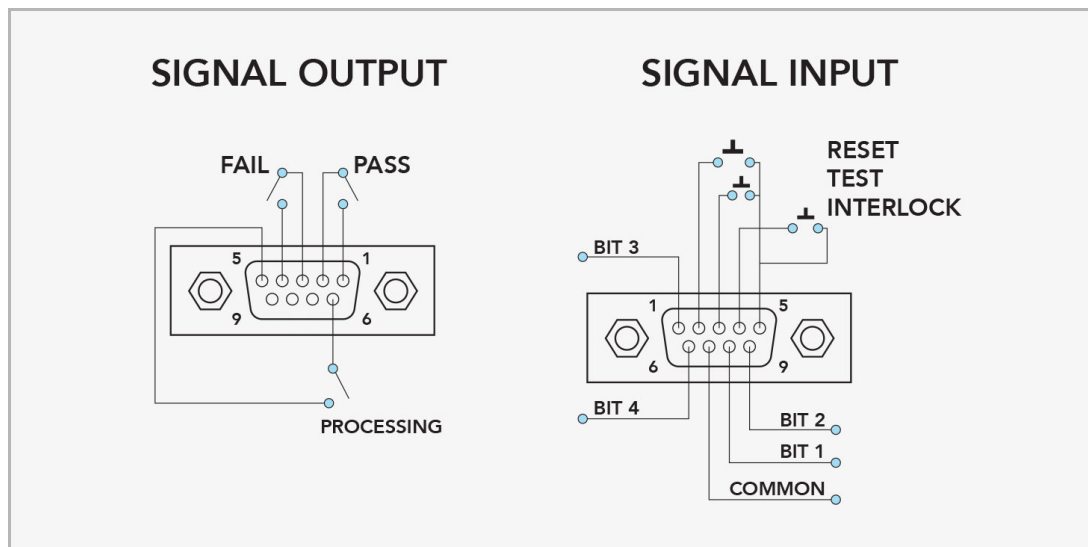 SIGNAL OUTPUT
FAIL PASS
5 1
9 6
PROCESSING
SIGNAL INPUT
RESET
TEST
INTERLOCK
BIT 3
1 5
6 9
BIT 4
BIT 2
BIT 1
COMMON